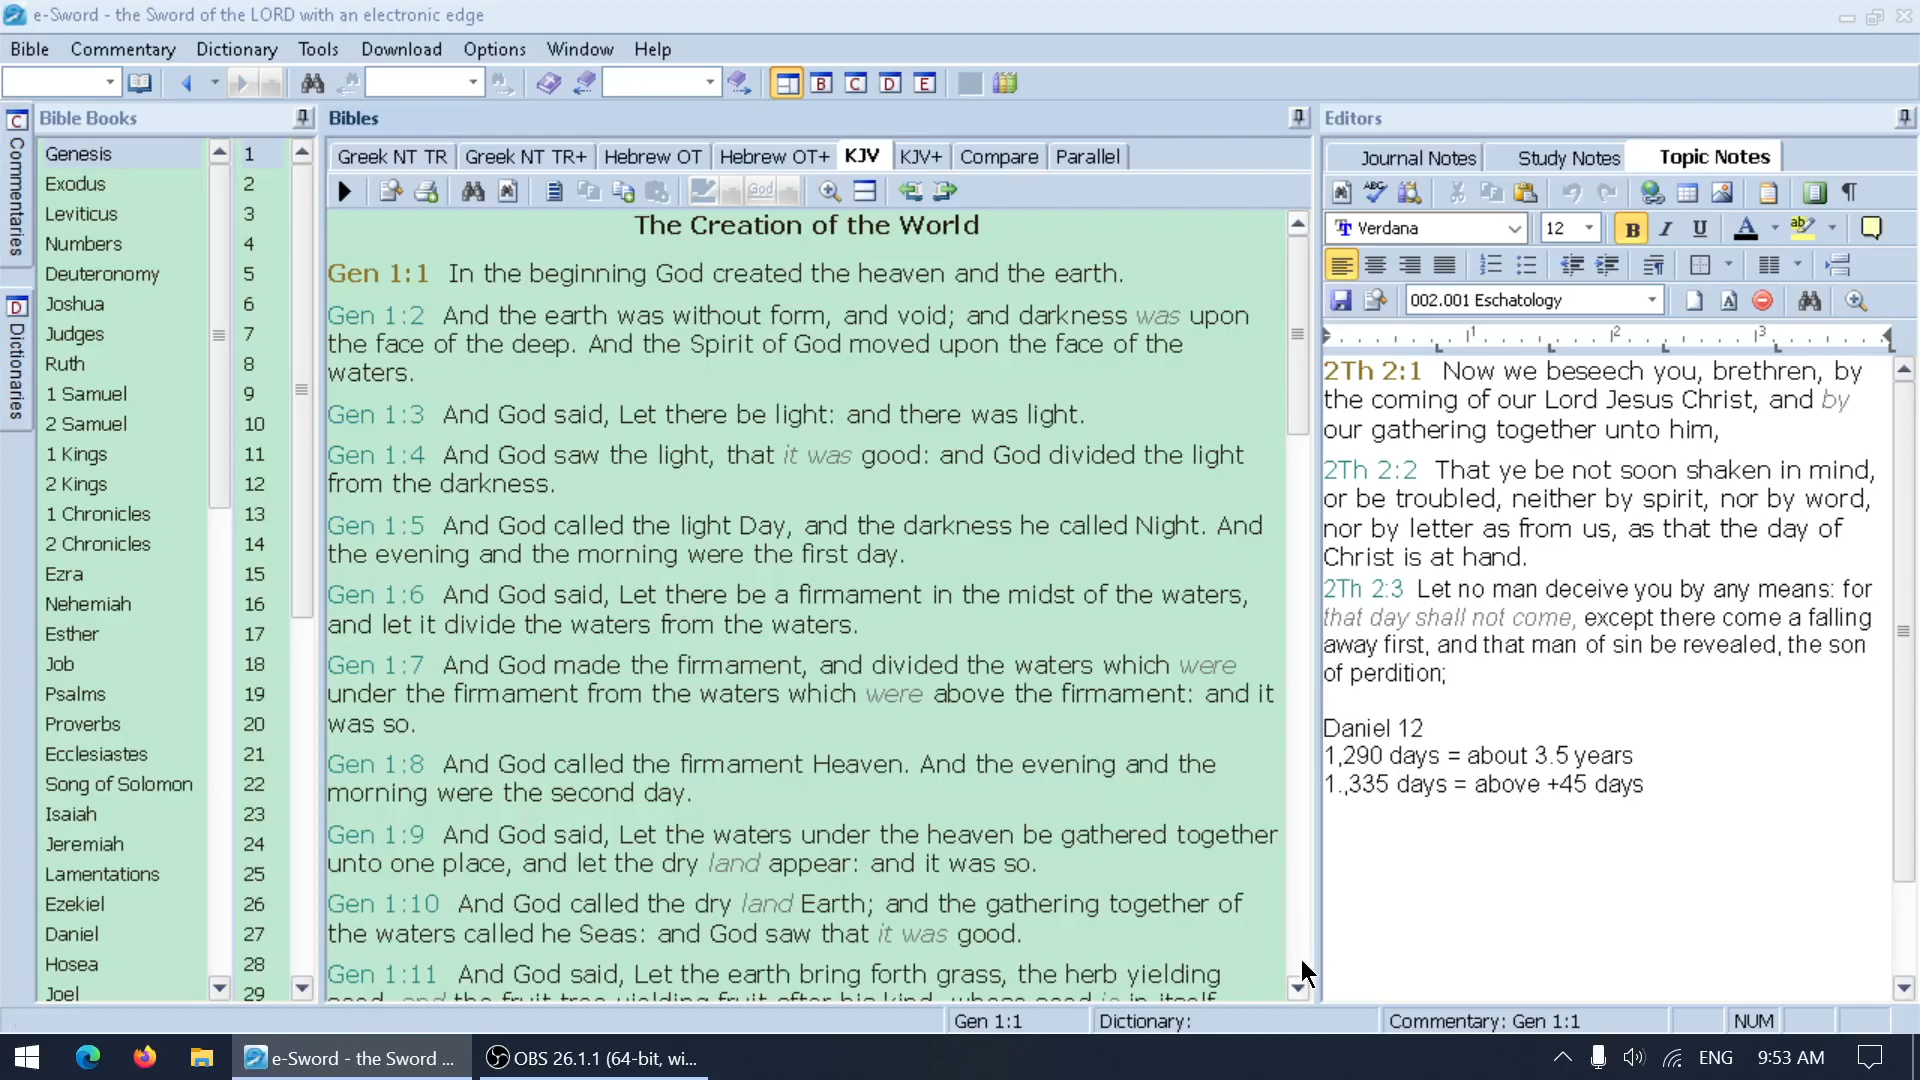 e-Sword - the Sword of the LORD with an electronic edge
Bible Commentary Dictionary Tools Download Options Window Help
B C D E
Bible Books
Bibles
Editors
C Commentaries
D Dictionaries
Genesis 1
Exodus 2
Leviticus 3
Numbers 4
Deuteronomy 5
Joshua 6
Judges 7
Ruth 8
1 Samuel 9
2 Samuel 10
1 Kings 11
2 Kings 12
1 Chronicles 13
2 Chronicles 14
Ezra 15
Nehemiah 16
Esther 17
Job 18
Psalms 19
Proverbs 20
Ecclesiastes 21
Song of Solomon 22
Isaiah 23
Jeremiah 24
Lamentations 25
Ezekiel 26
Daniel 27
Hosea 28
Joel 29
Greek NT TR Greek NT TR+ Hebrew OT Hebrew OT+ KJV KJV+ Compare Parallel
God
The Creation of the World
Gen 1:1 In the beginning God created the heaven and the earth.
Gen 1:2 And the earth was without form, and void; and darkness was upon
the face of the deep. And the Spirit of God moved upon the face of the
waters.
Gen 1:3 And God said, Let there be light: and there was light.
Gen 1:4 And God saw the light, that it was good: and God divided the light
from the darkness.
Gen 1:5 And God called the light Day, and the darkness he called Night. And
the evening and the morning were the first day.
Gen 1:6 And God said, Let there be a firmament in the midst of the waters,
and let it divide the waters from the waters.
Gen 1:7 And God made the firmament, and divided the waters which were
under the firmament from the waters which were above the firmament: and it
was so.
Gen 1:8 And God called the firmament Heaven. And the evening and the
morning were the second day.
Gen 1:9 And God said, Let the waters under the heaven be gathered together
unto one place, and let the dry land appear: and it was so.
Gen 1:10 And God called the dry land Earth; and the gathering together of
the waters called he Seas: and God saw that it was good.
Gen 1:11 And God said, Let the earth bring forth grass, the herb yielding
seed, and the fruit tree yielding fruit after his kind, whose seed is in itself,
Journal Notes Study Notes Topic Notes
ABC
Verdana 12 B I U A ab
002.001 Eschatology
1 2 3
2Th 2:1 Now we beseech you, brethren, by
the coming of our Lord Jesus Christ, and by
our gathering together unto him,
2Th 2:2 That ye be not soon shaken in mind,
or be troubled, neither by spirit, nor by word,
nor by letter as from us, as that the day of
Christ is at hand.
2Th 2:3 Let no man deceive you by any means: for
that day shall not come, except there come a falling
away first, and that man of sin be revealed, the son
of perdition;
Daniel 12
1,290 days = about 3.5 years
1.,335 days = above +45 days
Gen 1:1 Dictionary: Commentary: Gen 1:1 NUM
e-Sword - the Sword ... OBS 26.1.1 (64-bit, wi... ENG 9:53 AM